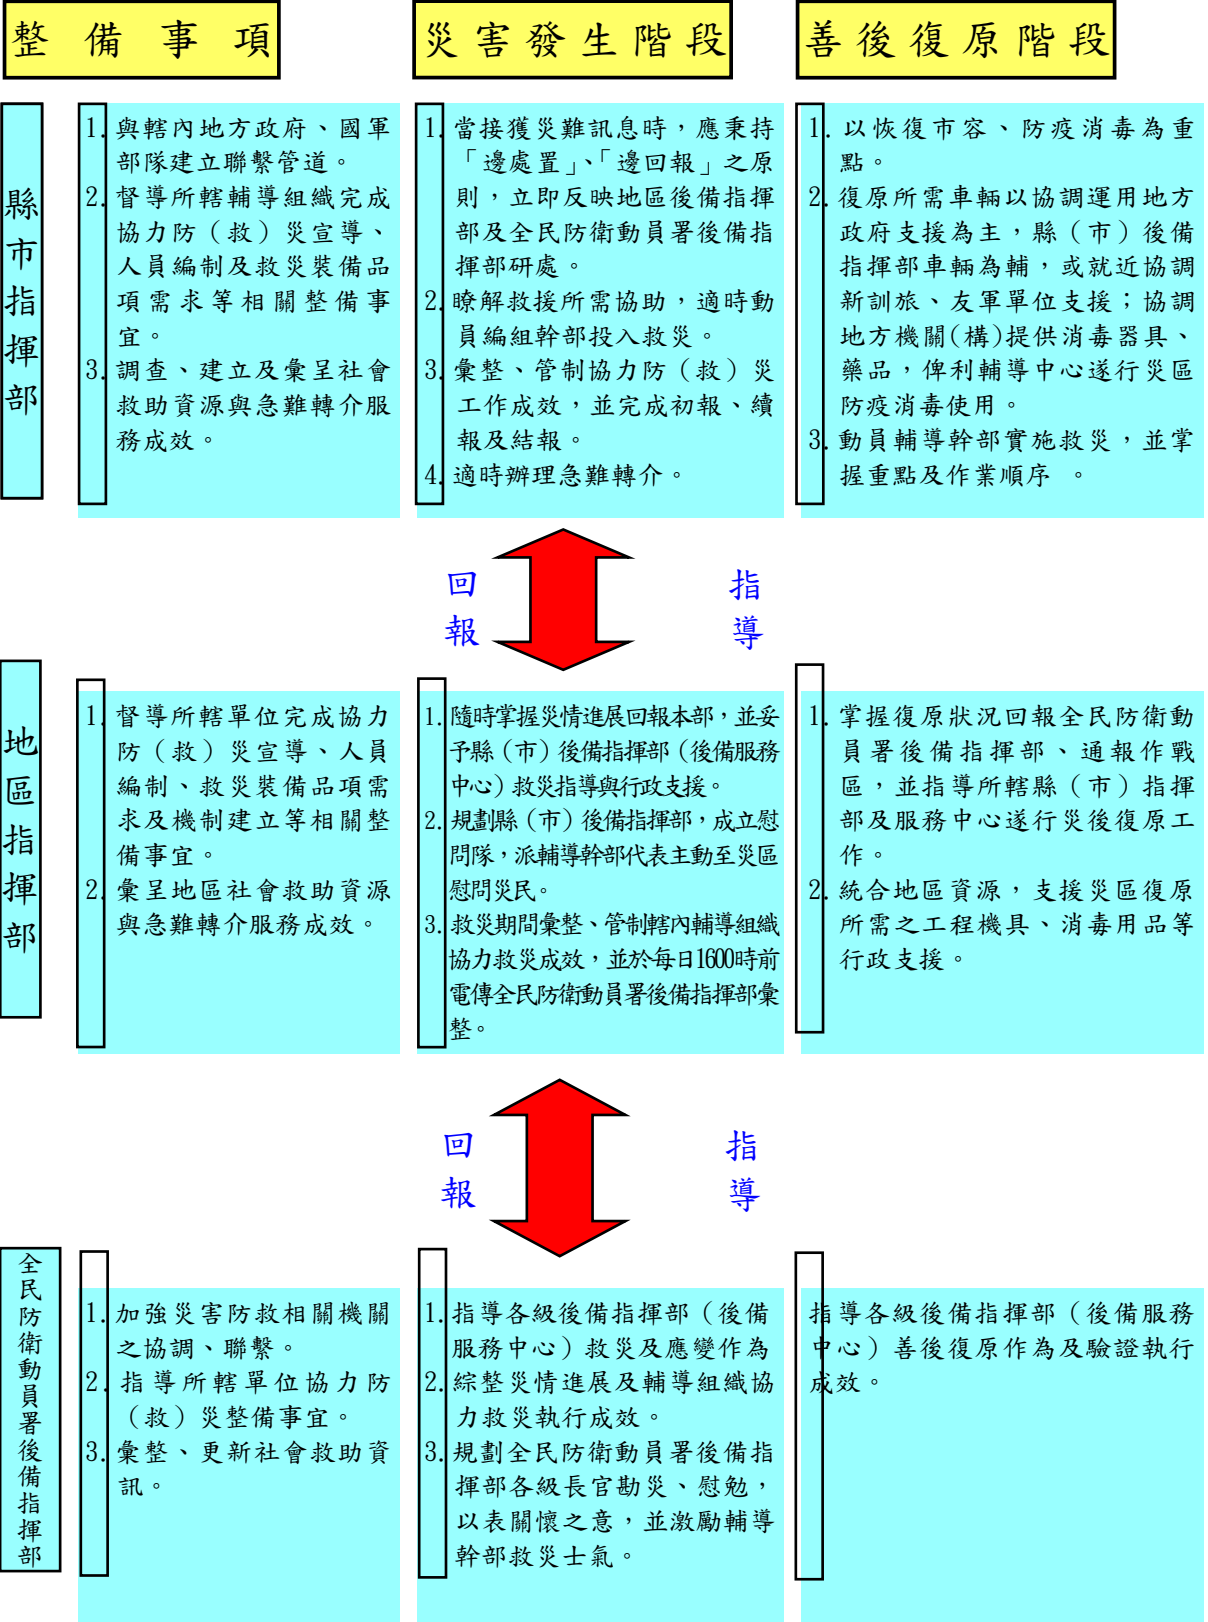 整備事項
災害發生階段
善後復原階段
縣市指揮部
1. 與轄內地方政府、國軍
部隊建立聯繫管道。
2. 督導所轄輔導組織完成
協力防（救）災宣導、
人員編制及救災裝備品
項需求等相關整備事
宜。
3. 調查、建立及彙呈社會
救助資源與急難轉介服
務成效。
1. 當接獲災難訊息時，應秉持
「邊處置」、「邊回報」之原
則，立即反映地區後備指揮
部及全民防衛動員署後備指
揮部研處。
2. 瞭解救援所需協助，適時動
員編組幹部投入救災。
3. 彙整、管制協力防（救）災
工作成效，並完成初報、續
報及結報。
4. 適時辦理急難轉介。
1. 以恢復市容、防疫消毒為重
點。
2. 復原所需車輛以協調運用地方
政府支援為主，縣（市）後備
指揮部車輛為輔，或就近協調
新訓旅、友軍單位支援；協調
地方機關(構)提供消毒器具、
藥品，俾利輔導中心遂行災區
防疫消毒使用。
3. 動員輔導幹部實施救災，並掌
握重點及作業順序 。
回報
指導
地區指揮部
1. 督導所轄單位完成協力
防（救）災宣導、人員
編制、救災裝備品項需
求及機制建立等相關整
備事宜。
2. 彙呈地區社會救助資源
與急難轉介服務成效。
1. 隨時掌握災情進展回報本部，並妥
予縣（市）後備指揮部（後備服務
中心）救災指導與行政支援。
2. 規劃縣（市）後備指揮部，成立慰
問隊，派輔導幹部代表主動至災區
慰問災民。
3. 救災期間彙整、管制轄內輔導組織
協力救災成效，並於每日1600時前
電傳全民防衛動員署後備指揮部彙
整。
1. 掌握復原狀況回報全民防衛動
員署後備指揮部、通報作戰
區，並指導所轄縣（市）指揮
部及服務中心遂行災後復原工
作。
2. 統合地區資源，支援災區復原
所需之工程機具、消毒用品等
行政支援。
回報
指導
全民防衛動員署後備指揮部
1. 加強災害防救相關機關
之協調、聯繫。
2. 指導所轄單位協力防
（救）災整備事宜。
3. 彙整、更新社會救助資
訊。
1. 指導各級後備指揮部（後備
服務中心）救災及應變作為
2. 綜整災情進展及輔導組織協
力救災執行成效。
3. 規劃全民防衛動員署後備指
揮部各級長官勘災、慰勉，
以表關懷之意，並激勵輔導
幹部救災士氣。
指導各級後備指揮部（後備服務
中心）善後復原作為及驗證執行
成效。